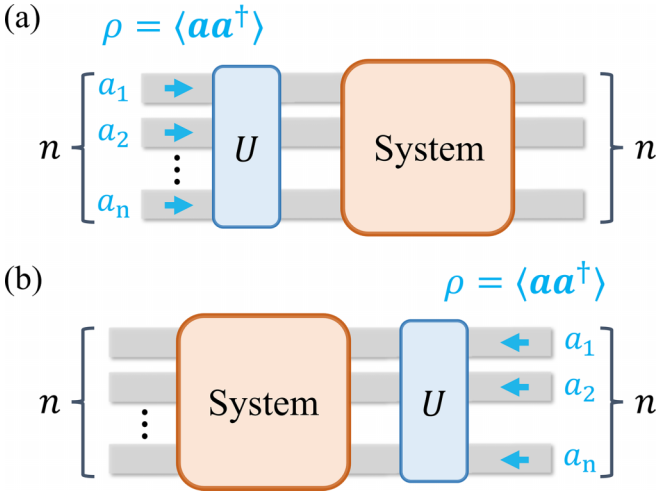 (a)
ρ = ⟨aa†⟩
a₁
a₂
⋮
aₙ
n
U
System
n
(b)
ρ = ⟨aa†⟩
n
⋮
System
U
a₁
a₂
aₙ
n